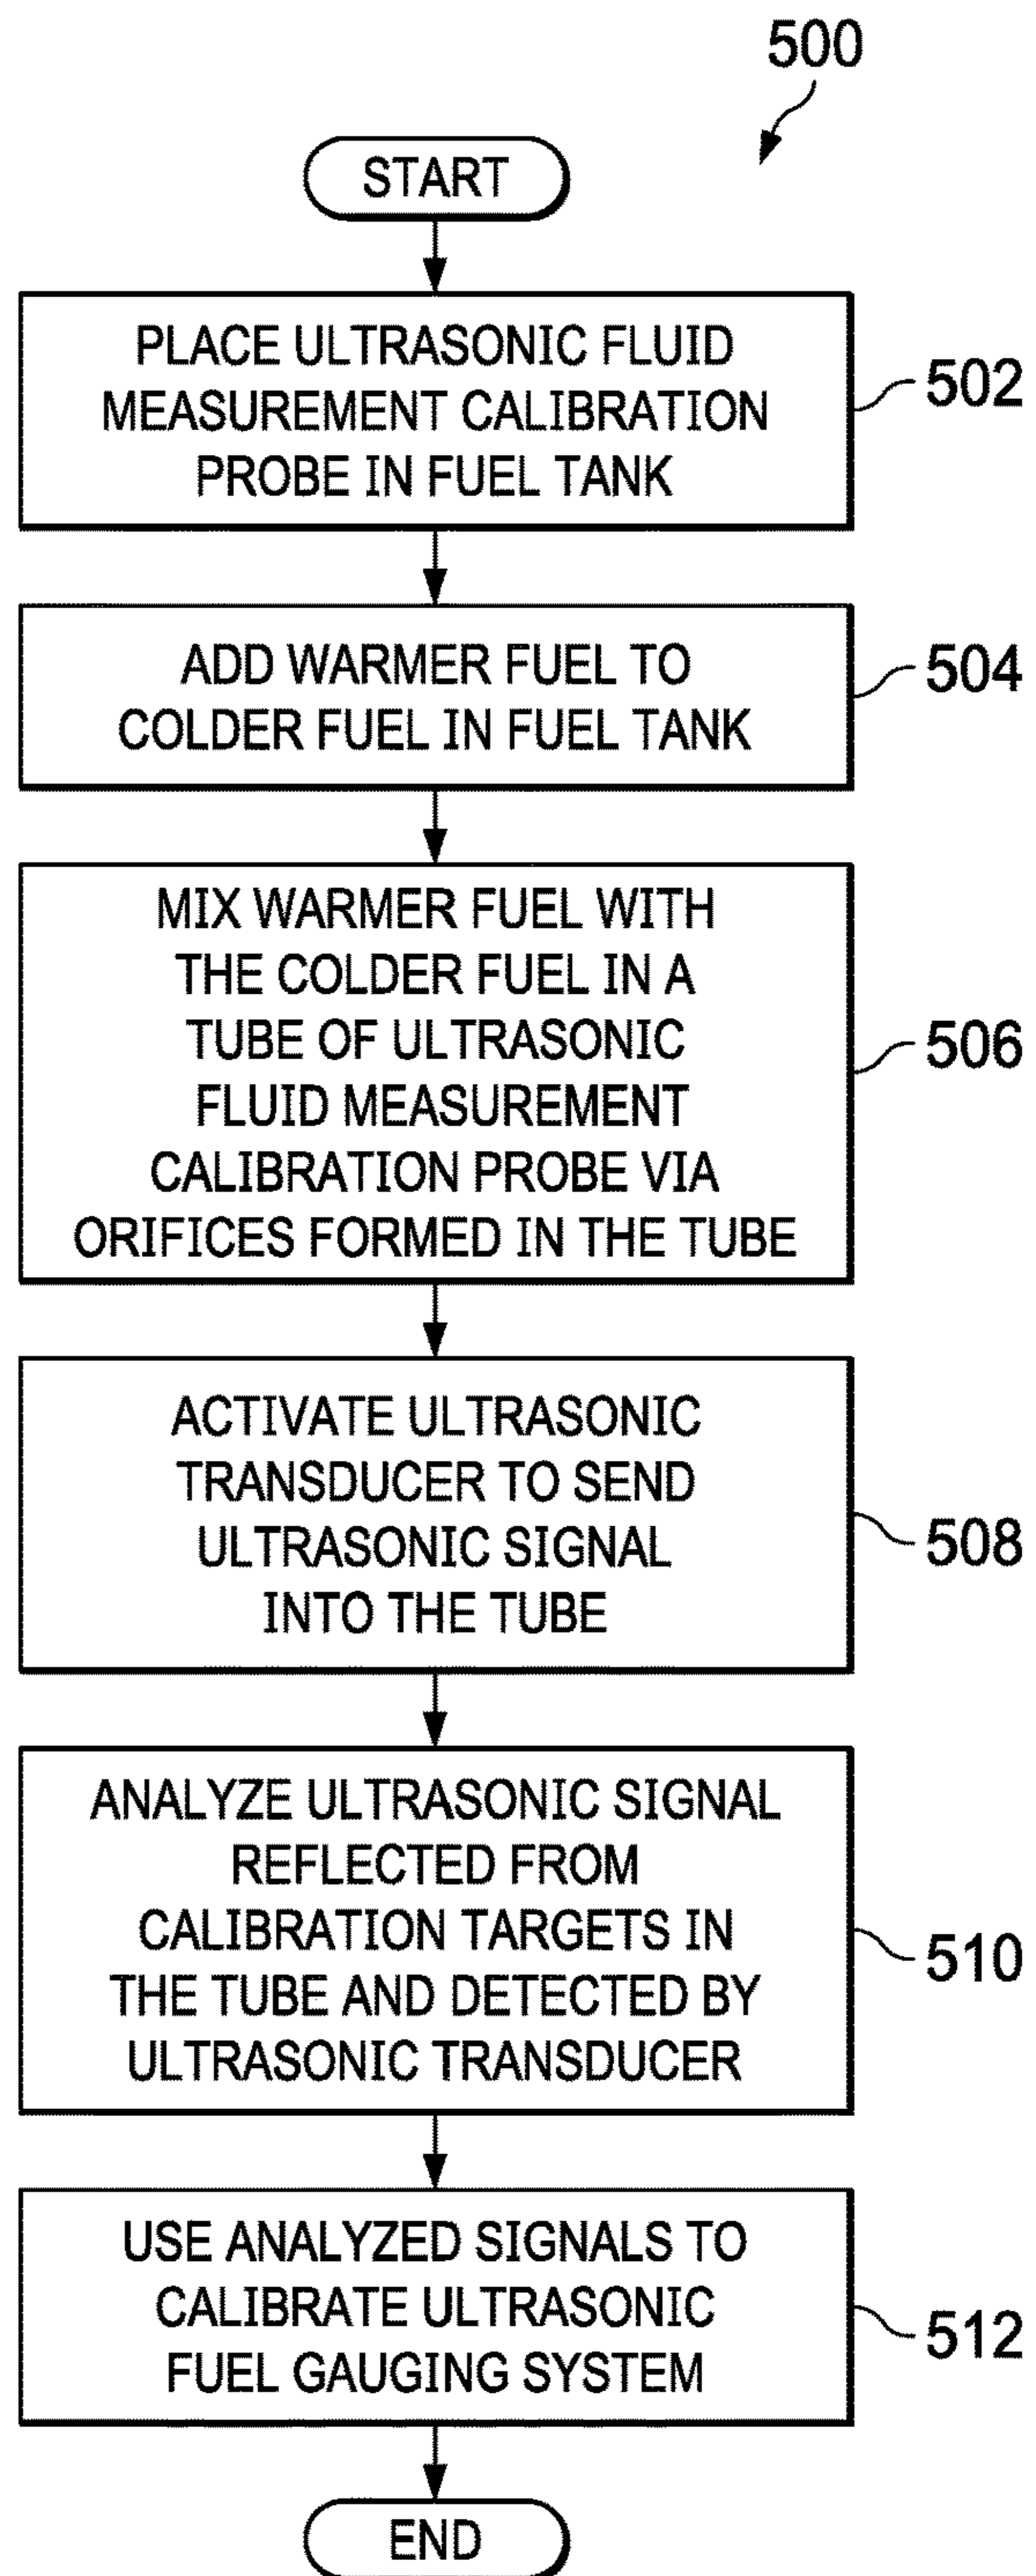 500
START
PLACE ULTRASONIC FLUID
MEASUREMENT CALIBRATION
PROBE IN FUEL TANK
502
ADD WARMER FUEL TO
COLDER FUEL IN FUEL TANK
504
MIX WARMER FUEL WITH
THE COLDER FUEL IN A
TUBE OF ULTRASONIC
FLUID MEASUREMENT
CALIBRATION PROBE VIA
ORIFICES FORMED IN THE TUBE
506
ACTIVATE ULTRASONIC
TRANSDUCER TO SEND
ULTRASONIC SIGNAL
INTO THE TUBE
508
ANALYZE ULTRASONIC SIGNAL
REFLECTED FROM
CALIBRATION TARGETS IN
THE TUBE AND DETECTED BY
ULTRASONIC TRANSDUCER
510
USE ANALYZED SIGNALS TO
CALIBRATE ULTRASONIC
FUEL GAUGING SYSTEM
512
END